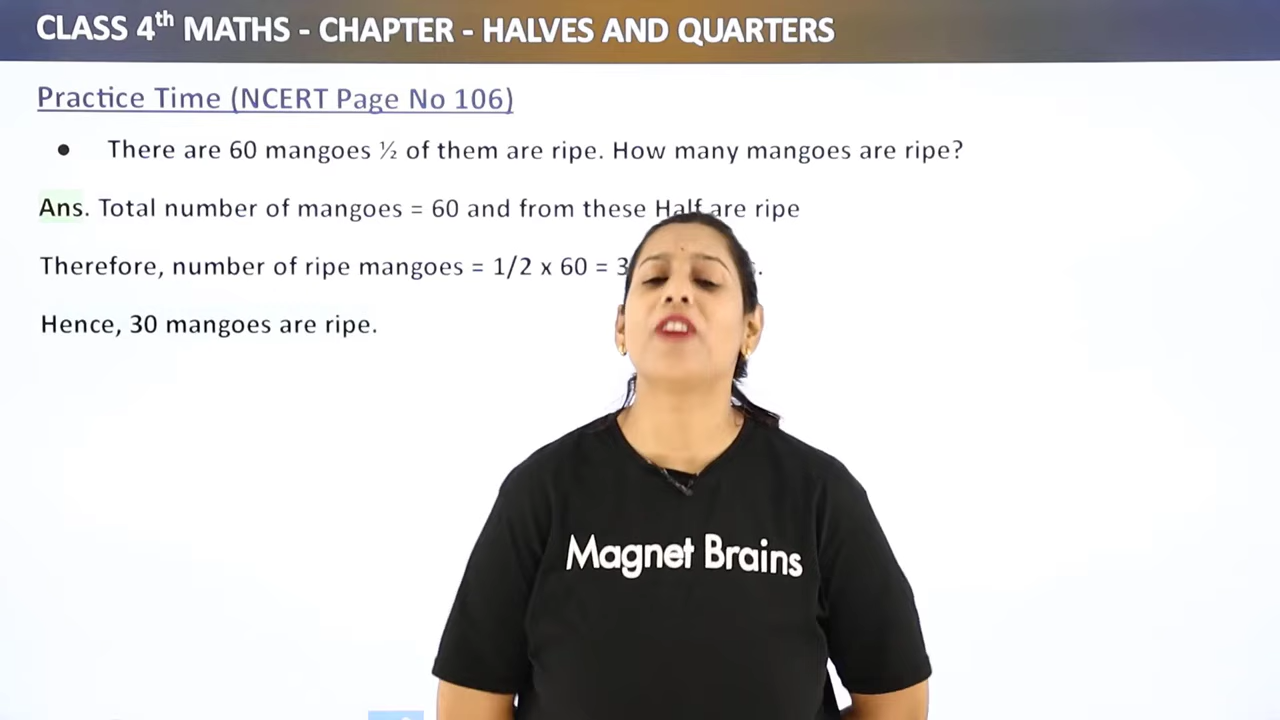 CLASS 4th MATHS - CHAPTER - HALVES AND QUARTERS
Practice Time (NCERT Page No 106)
● There are 60 mangoes ½ of them are ripe. How many mangoes are ripe?
Ans. Total number of mangoes = 60 and from these Half are ripe
Therefore, number of ripe mangoes = 1/2 x 60 = 3
Hence, 30 mangoes are ripe.
Magnet Brains